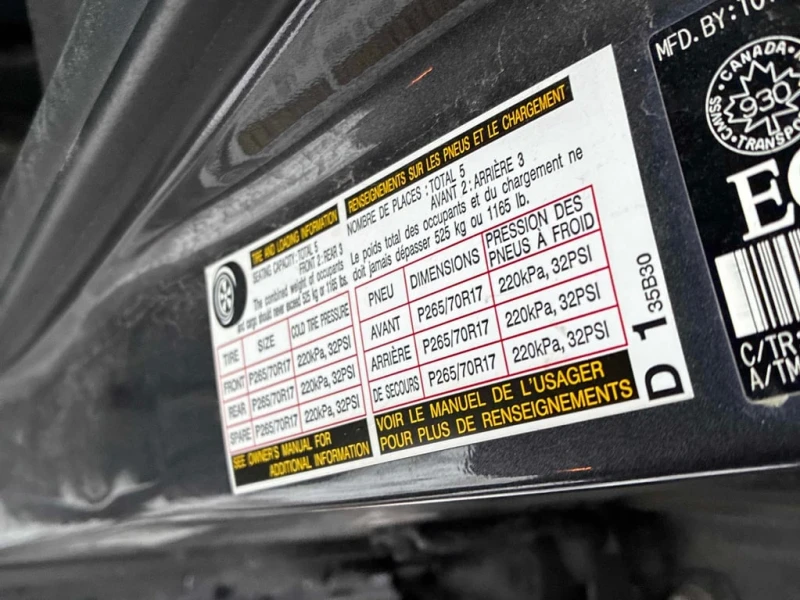 TIRE AND LOADING INFORMATION
SEATING CAPACITY: TOTAL 5
FRONT 2: REAR 3
The combined weight of occupants
and cargo should never exceed 525 kg or 1165 lbs.
TIRE SIZE COLD TIRE PRESSURE
FRONT P265/70R17 220kPa, 32PSI
REAR P265/70R17 220kPa, 32PSI
SPARE P265/70R17 220kPa, 32PSI
SEE OWNER'S MANUAL FOR
ADDITIONAL INFORMATION
RENSEIGNEMENTS SUR LES PNEUS ET LE CHARGEMENT
NOMBRE DE PLACES : TOTAL 5
AVANT 2 : ARRIÈRE 3
Le poids total des occupants et du chargement ne
doit jamais dépasser 525 kg ou 1165 lb.
PNEU DIMENSIONS PRESSION DES
PNEUS À FROID
AVANT P265/70R17 220kPa, 32PSI
ARRIÈRE P265/70R17 220kPa, 32PSI
DE SECOURS P265/70R17 220kPa, 32PSI
VOIR LE MANUEL DE L'USAGER
POUR PLUS DE RENSEIGNEMENTS
D 1 35B30
MFD. BY: TOY
CANADA
930
TRANSPORT
C/TR:
A/TM